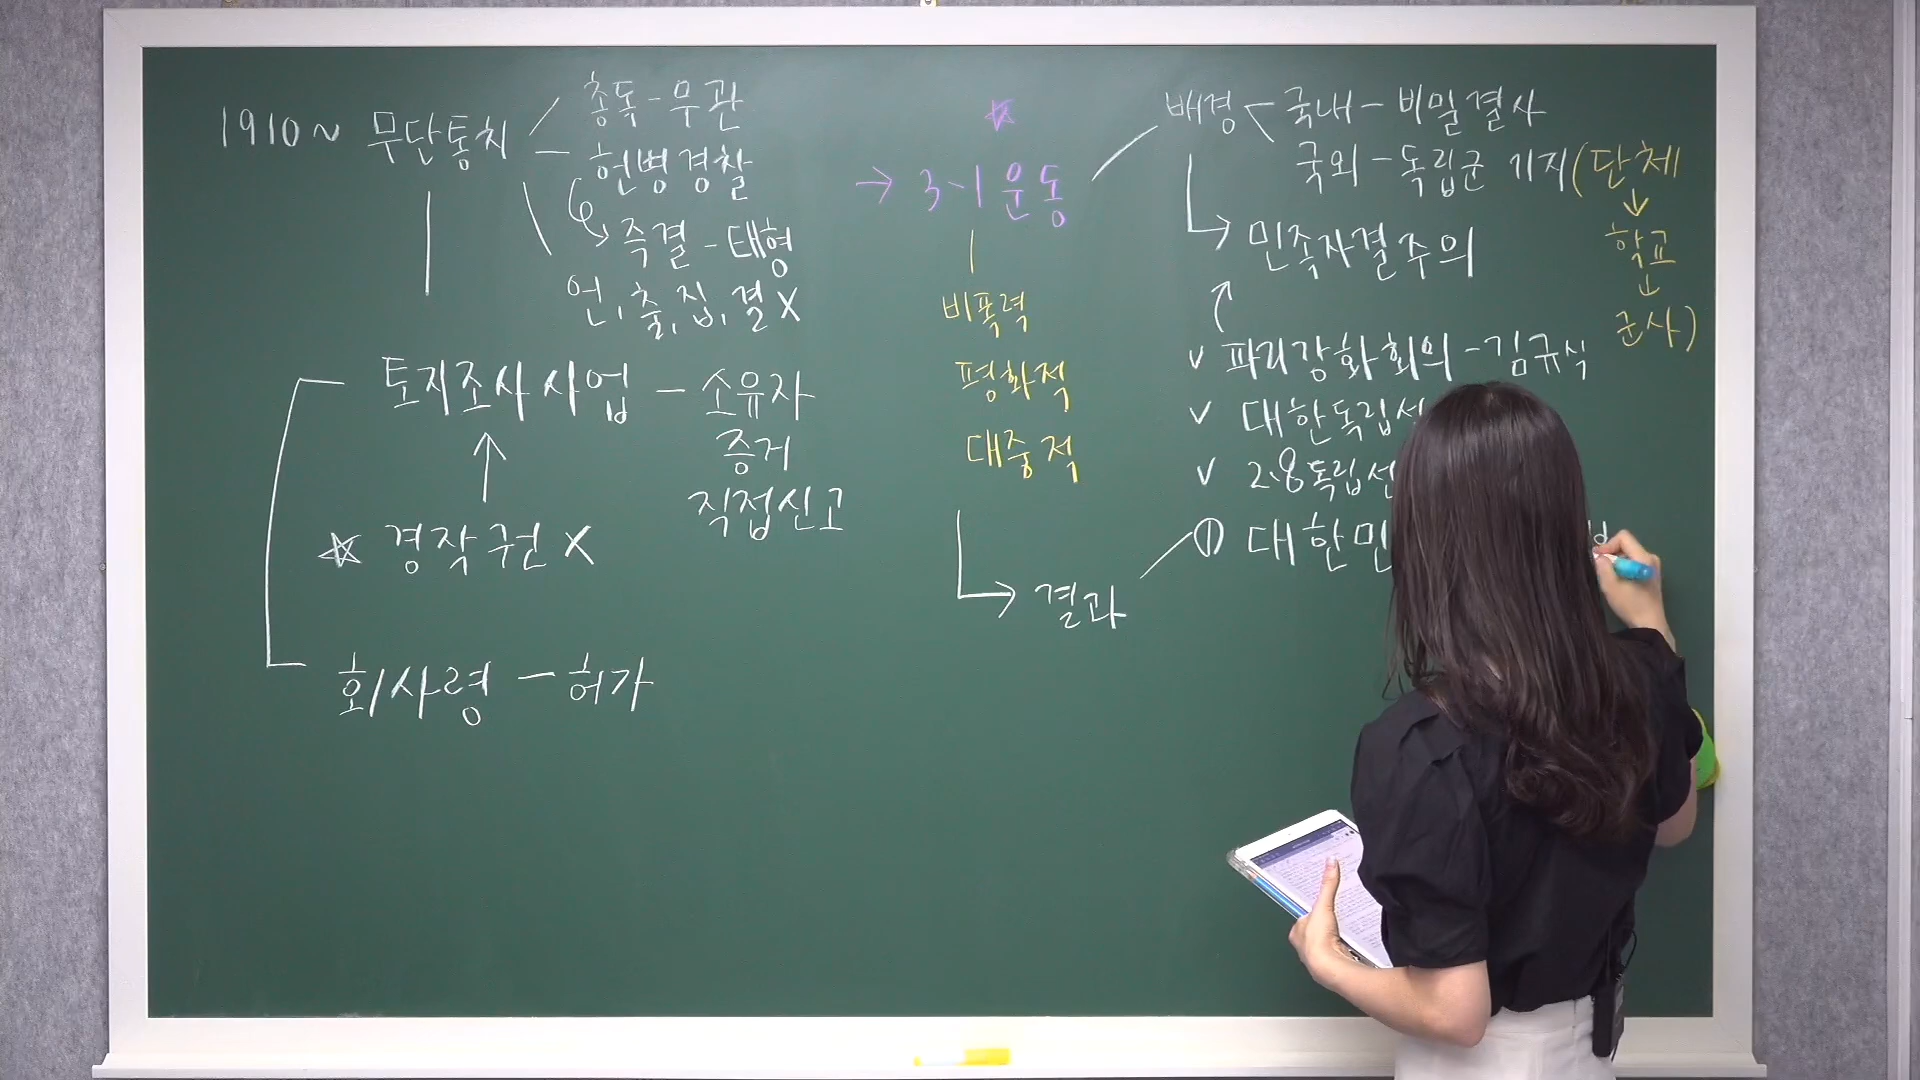 1910~ 무단통치
총독 - 무관
헌병경찰
즉결 - 태형
언, 출, 집, 결 X
토지조사사업 - 소유자
증거
직접신고
☆ 경작권 X
회사령 - 허가
☆
→ 3·1 운동
비폭력
평화적
대중적
결과
배경
국내 - 비밀결사
국외 - 독립군 기지 (단체
↓
학교
↓
군사)
민족자결주의
✓ 파리강화회의 - 김규식
✓ 대한독립선
✓ 2.8독립선
① 대한민